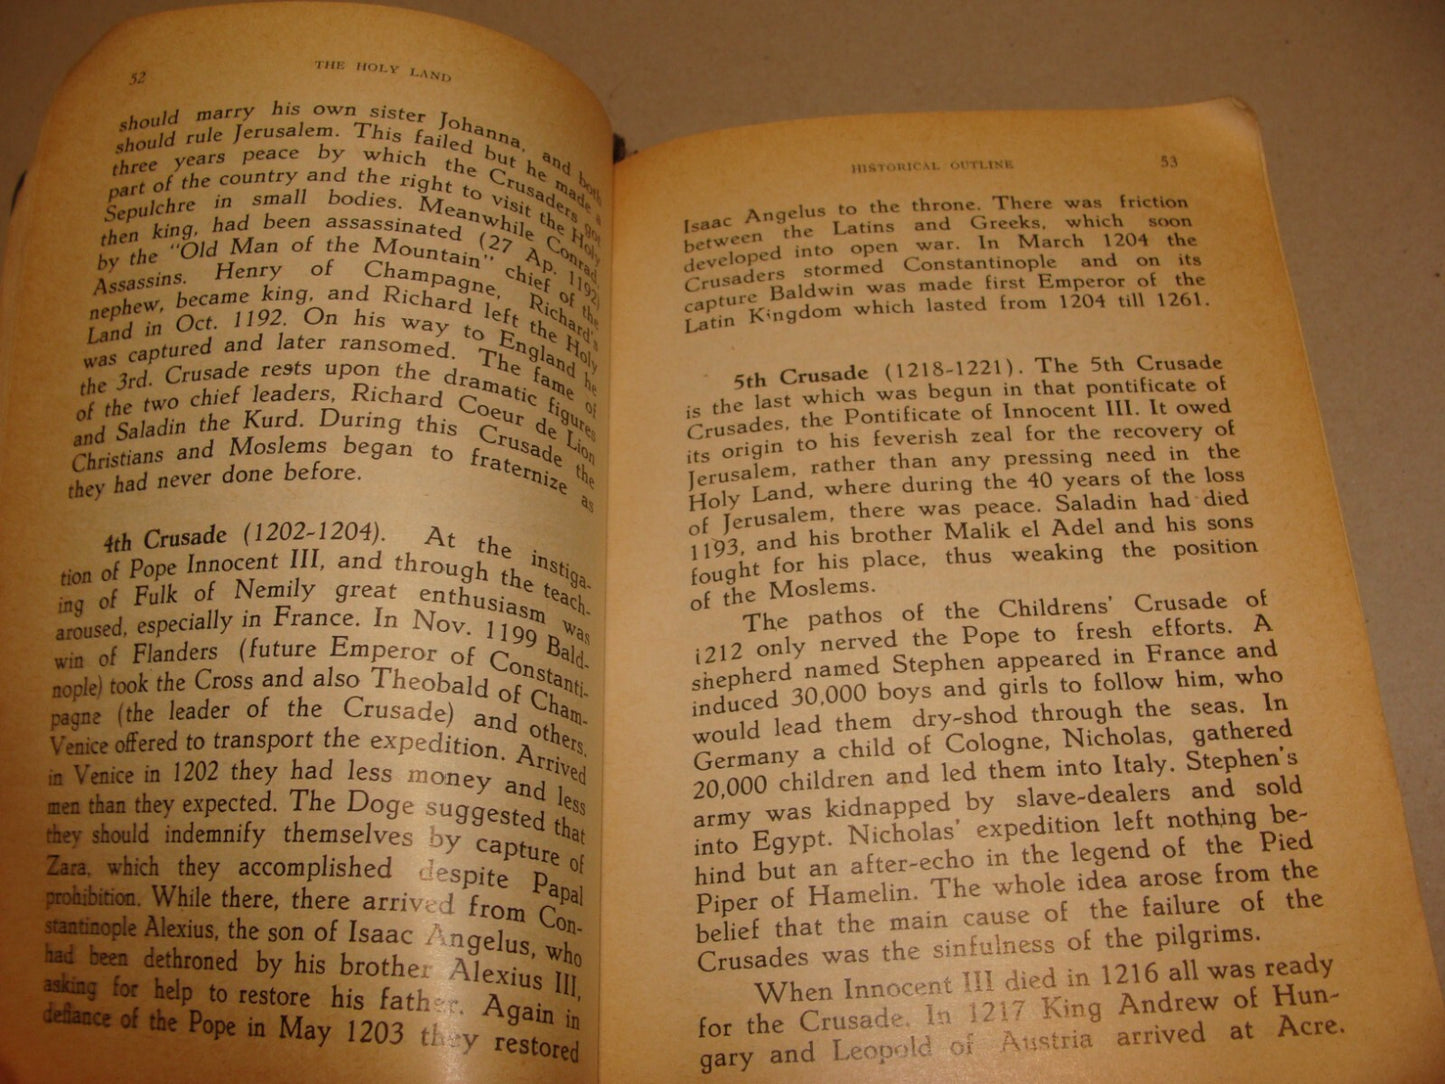 52
THE HOLY LAND
should marry his own sister Johanna, and both
should rule Jerusalem. This failed but he made a
three years peace by which the Crusaders got
part of the country and the right to visit the Holy
Sepulchre in small bodies. Meanwhile Conrad,
then king, had been assassinated (27 Ap. 1192)
by the "Old Man of the Mountain" chief of the
Assassins. Henry of Champagne, Richard's
nephew, became king, and Richard left the Holy
Land in Oct. 1192. On his way to England he
was captured and later ransomed. The fame of
the 3rd. Crusade rests upon the dramatic figures
of the two chief leaders, Richard Coeur de Lion
and Saladin the Kurd. During this Crusade the
Christians and Moslems began to fraternize as
they had never done before.
4th Crusade (1202-1204). At the instiga-
tion of Pope Innocent III, and through the teach-
ing of Fulk of Nemily great enthusiasm was
aroused, especially in France. In Nov. 1199 Bald-
win of Flanders (future Emperor of Constanti-
nople) took the Cross and also Theobald of Cham-
pagne (the leader of the Crusade) and others.
Venice offered to transport the expedition. Arrived
in Venice in 1202 they had less money and less
men than they expected. The Doge suggested that
they should indemnify themselves by capture of
Zara, which they accomplished despite Papal
prohibition. While there, there arrived from Con-
stantinople Alexius, the son of Isaac Angelus, who
had been dethroned by his brother Alexius III,
asking for help to restore his father. Again in
defiance of the Pope in May 1203 they restored
HISTORICAL OUTLINE
53
Isaac Angelus to the throne. There was friction
between the Latins and Greeks, which soon
developed into open war. In March 1204 the
Crusaders stormed Constantinople and on its
capture Baldwin was made first Emperor of the
Latin Kingdom which lasted from 1204 till 1261.
5th Crusade (1218-1221). The 5th Crusade
is the last which was begun in that pontificate of
Crusades, the Pontificate of Innocent III. It owed
its origin to his feverish zeal for the recovery of
Jerusalem, rather than any pressing need in the
Holy Land, where during the 40 years of the loss
of Jerusalem, there was peace. Saladin had died
1193, and his brother Malik el Adel and his sons
fought for his place, thus weaking the position
of the Moslems.
The pathos of the Childrens' Crusade of
1212 only nerved the Pope to fresh efforts. A
shepherd named Stephen appeared in France and
induced 30,000 boys and girls to follow him, who
would lead them dry-shod through the seas. In
Germany a child of Cologne, Nicholas, gathered
20,000 children and led them into Italy. Stephen's
army was kidnapped by slave-dealers and sold
into Egypt. Nicholas' expedition left nothing be-
hind but an after-echo in the legend of the Pied
Piper of Hamelin. The whole idea arose from the
belief that the main cause of the failure of the
Crusades was the sinfulness of the pilgrims.
When Innocent III died in 1216 all was ready
for the Crusade. In 1217 King Andrew of Hun-
gary and Leopold of Austria arrived at Acre.